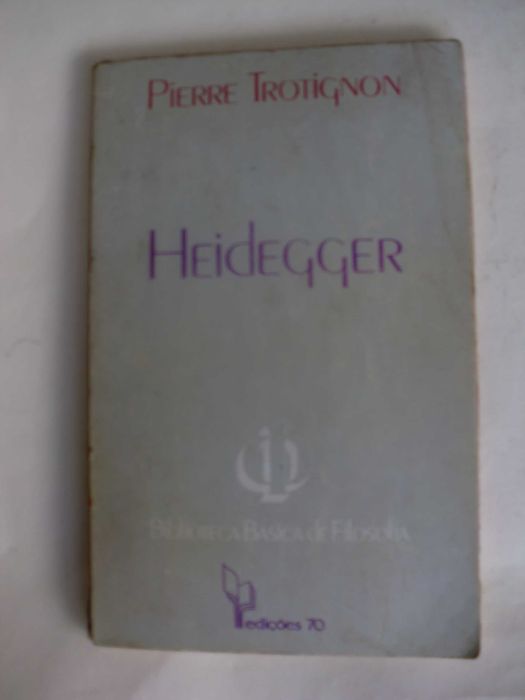 Pierre Trotignon
Heidegger
Biblioteca Básica de Filosofia
edições 70